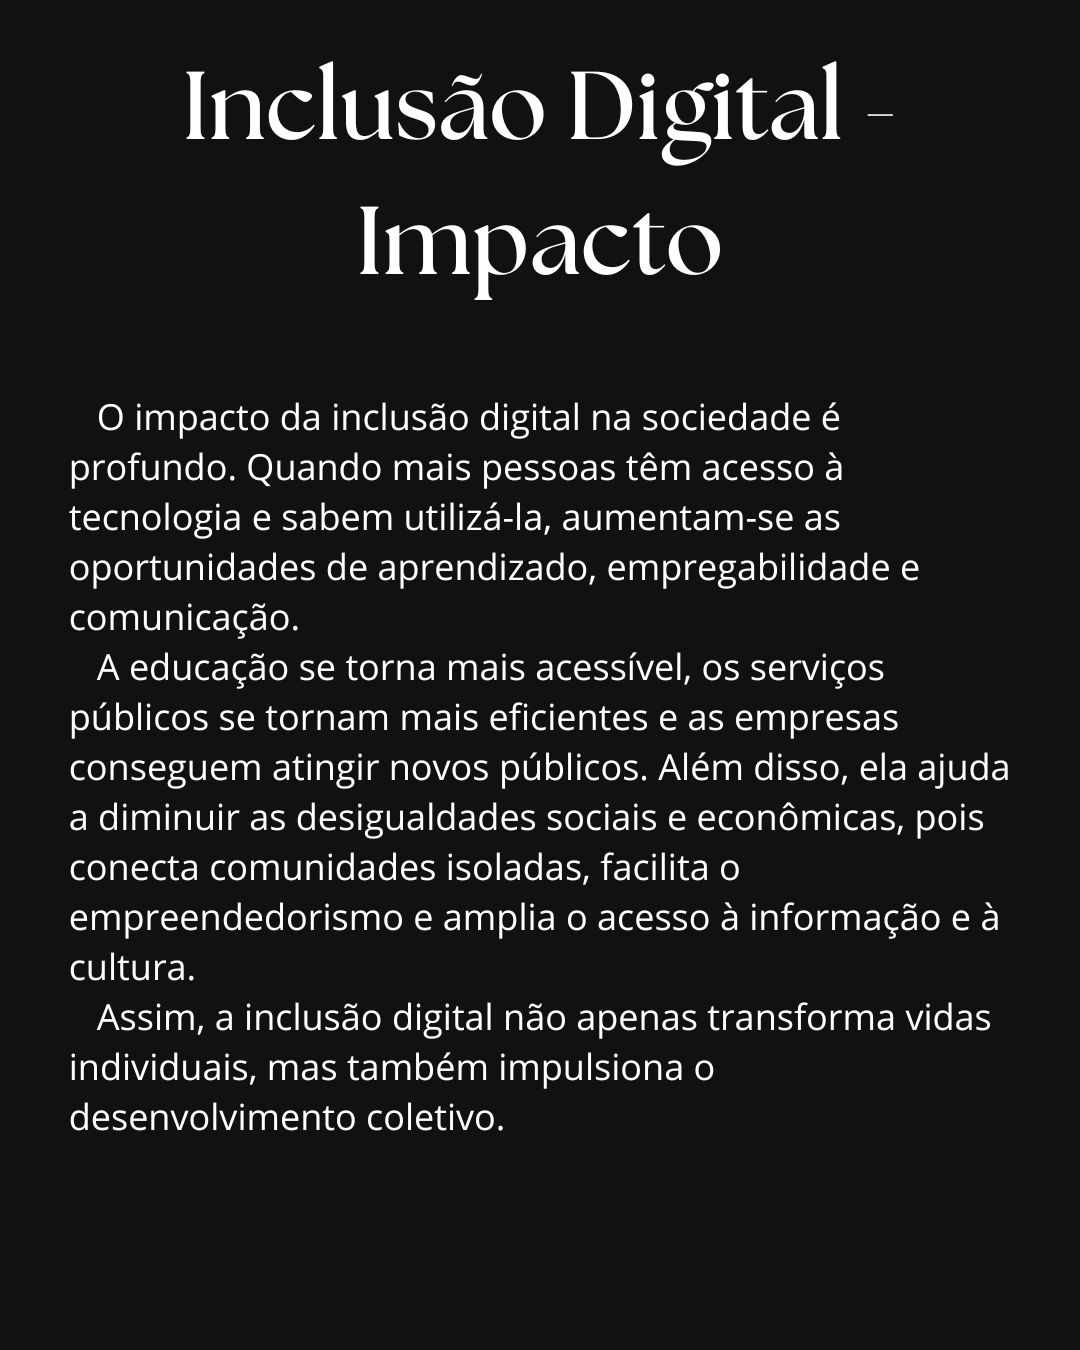 Inclusão Digital -
Impacto
O impacto da inclusão digital na sociedade é
profundo. Quando mais pessoas têm acesso à
tecnologia e sabem utilizá-la, aumentam-se as
oportunidades de aprendizado, empregabilidade e
comunicação.
A educação se torna mais acessível, os serviços
públicos se tornam mais eficientes e as empresas
conseguem atingir novos públicos. Além disso, ela ajuda
a diminuir as desigualdades sociais e econômicas, pois
conecta comunidades isoladas, facilita o
empreendedorismo e amplia o acesso à informação e à
cultura.
Assim, a inclusão digital não apenas transforma vidas
individuais, mas também impulsiona o
desenvolvimento coletivo.